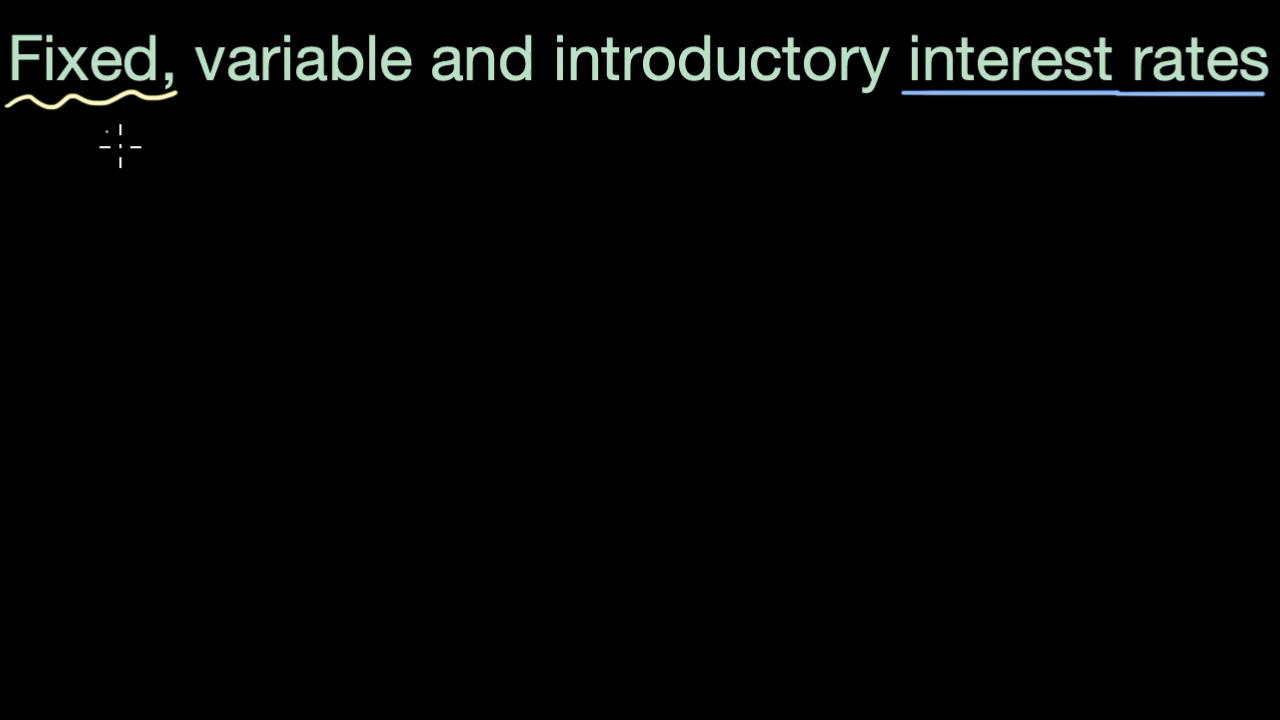 Fixed, variable and introductory interest rates